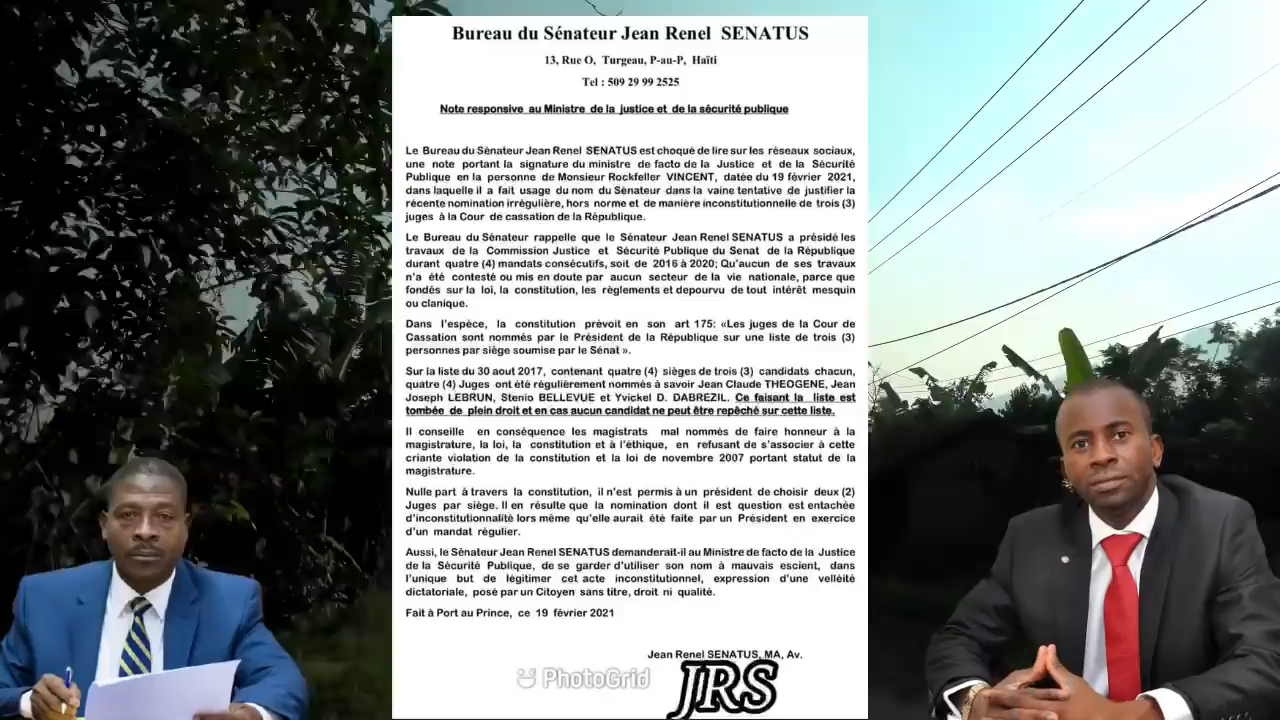 Bureau du Sénateur Jean Renel SENATUS
13, Rue O, Turgeau, P-au-P, Haïti
Tel : 509 29 99 2525
Note responsive au Ministre de la justice et de la sécurité publique
Le Bureau du Sénateur Jean Renel SENATUS est choqué de lire sur les réseaux sociaux,
une note portant la signature du ministre de facto de la Justice et de la Sécurité
Publique en la personne de Monsieur Rockfeller VINCENT, datée du 19 février 2021,
dans laquelle il a fait usage du nom du Sénateur dans la vaine tentative de justifier la
récente nomination irrégulière, hors norme et de manière inconstitutionnelle de trois (3)
juges à la Cour de cassation de la République.
Le Bureau du Sénateur rappelle que le Sénateur Jean Renel SENATUS a présidé les
travaux de la Commission Justice et Sécurité Publique du Senat de la République
durant quatre (4) mandats consécutifs, soit de 2016 à 2020; Qu'aucun de ses travaux
n'a été contesté ou mis en doute par aucun secteur de la vie nationale, parce que
fondés sur la loi, la constitution, les règlements et depourvu de tout intérêt mesquin
ou clanique.
Dans l'espèce, la constitution prévoit en son art 175: «Les juges de la Cour de
Cassation sont nommés par le Président de la République sur une liste de trois (3)
personnes par siège soumise par le Sénat ».
Sur la liste du 30 aout 2017, contenant quatre (4) sièges de trois (3) candidats chacun,
quatre (4) Juges ont été régulièrement nommés à savoir Jean Claude THEOGENE, Jean
Joseph LEBRUN, Stenio BELLEVUE et Yvickel D. DABREZIL. Ce faisant la liste est
tombée de plein droit et en cas aucun candidat ne peut être repêché sur cette liste.
Il conseille en conséquence les magistrats mal nommés de faire honneur à la
magistrature, la loi, la constitution et à l'éthique, en refusant de s'associer à cette
criante violation de la constitution et la loi de novembre 2007 portant statut de la
magistrature.
Nulle part à travers la constitution, il n'est permis à un président de choisir deux (2)
Juges par siège. Il en résulte que la nomination dont il est question est entachée
d'inconstitutionnalité lors même qu'elle aurait été faite par un Président en exercice
d'un mandat régulier.
Aussi, le Sénateur Jean Renel SENATUS demanderait-il au Ministre de facto de la Justice
de la Sécurité Publique, de se garder d'utiliser son nom à mauvais escient, dans
l'unique but de légitimer cet acte inconstitutionnel, expression d'une velléité
dictatoriale, posé par un Citoyen sans titre, droit ni qualité.
Fait à Port au Prince, ce 19 février 2021
Jean Renel SENATUS, MA, Av.
PhotoGrid
JRS